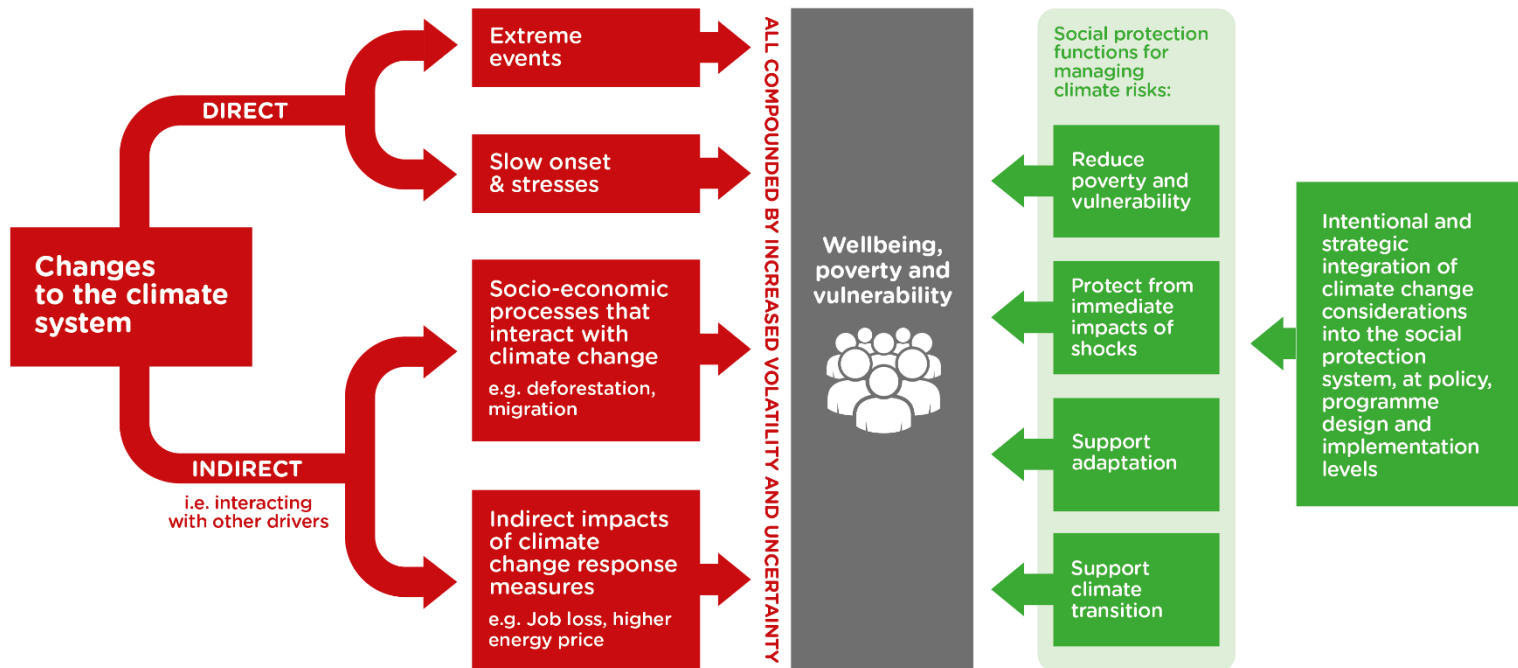 Changes
to the climate
system
DIRECT
INDIRECT
i.e. interacting
with other drivers
Extreme
events
Slow onset
& stresses
Socio-economic
processes that
interact with
climate change
e.g. deforestation,
migration
Indirect impacts
of climate
change response
measures
e.g. Job loss, higher
energy price
ALL COMPOUNDED BY INCREASED VOLATILITY AND UNCERTAINTY
Wellbeing,
poverty and
vulnerability
Social protection
functions for
managing
climate risks:
Reduce
poverty and
vulnerability
Protect from
immediate
impacts of
shocks
Support
adaptation
Support
climate
transition
Intentional and
strategic
integration of
climate change
considerations
into the social
protection
system, at policy,
programme
design and
implementation
levels